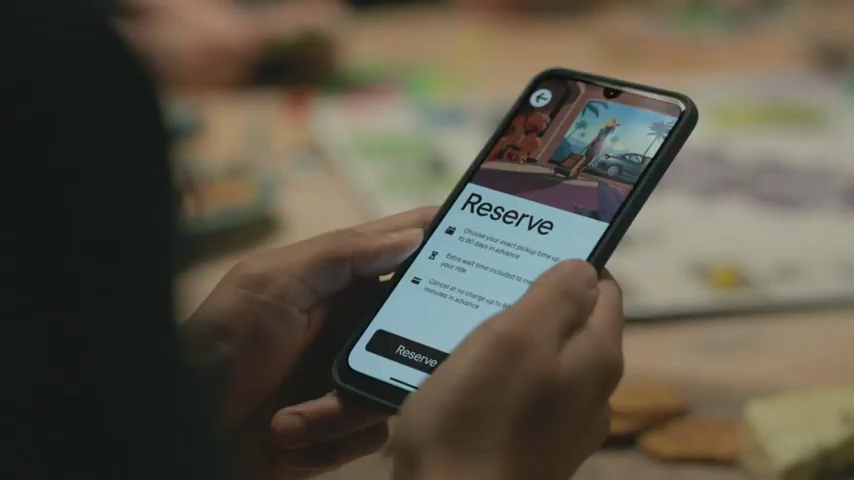 Reserve
Choose your exact pickup time up
to 90 days in advance
Extra wait time included to
your ride
Cancel at no charge up to
minutes in advance
Reserve